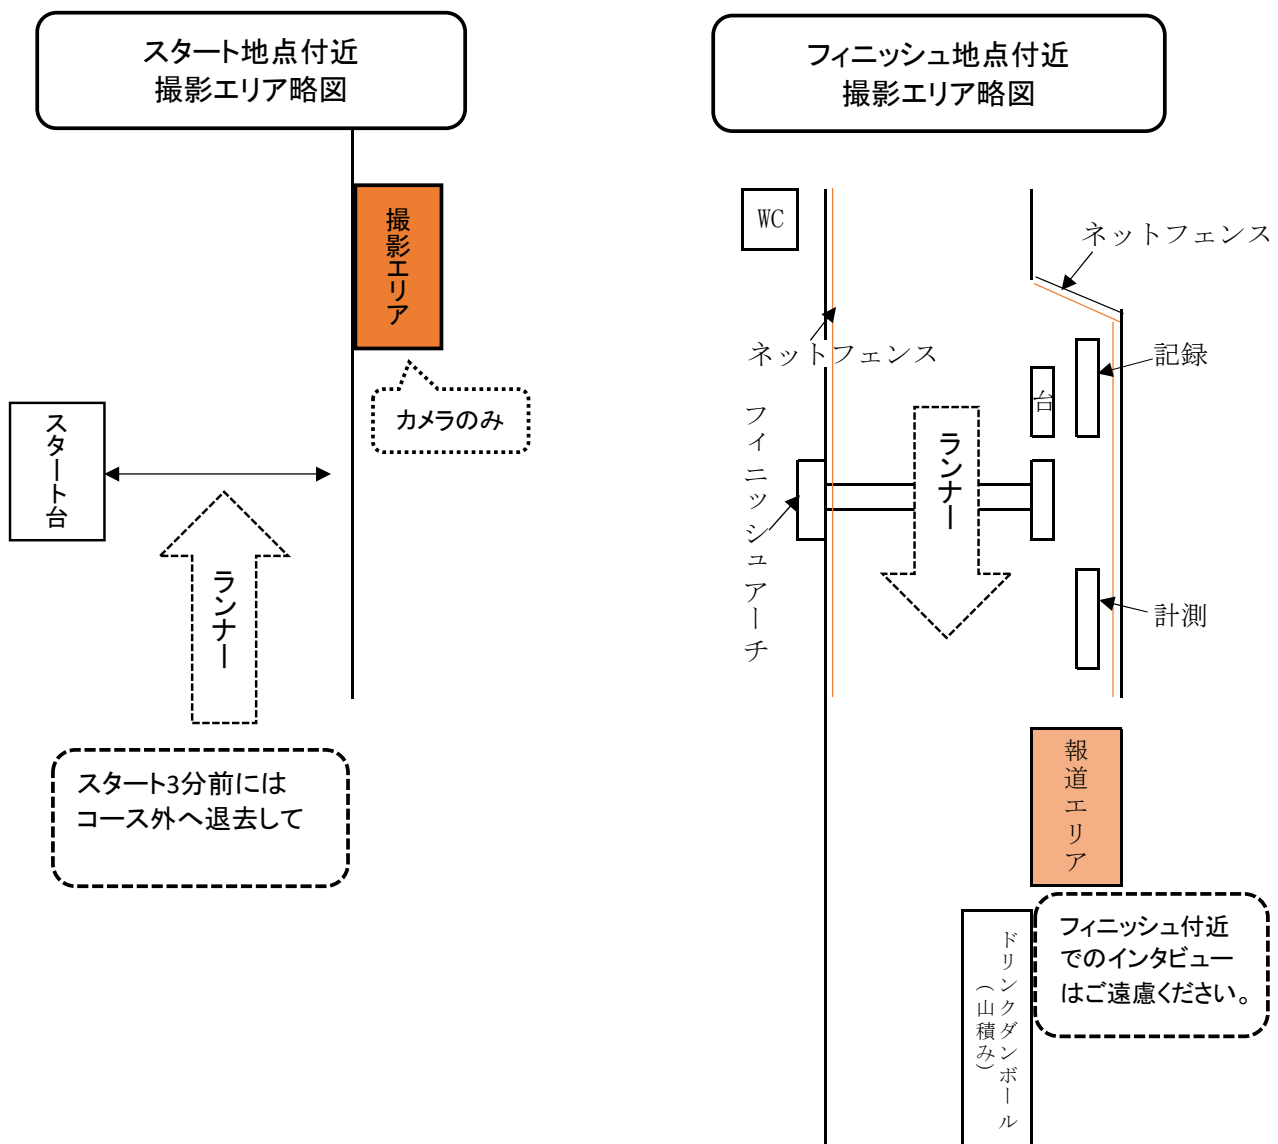 スタート地点付近
撮影エリア略図
撮影エリア
カメラのみ
スタート台
ランナー
スタート3分前には
コース外へ退去して
フィニッシュ地点付近
撮影エリア略図
WC
ネットフェンス
ネットフェンス
記録
台
フィニッシュアーチ
ランナー
計測
報道エリア
フィニッシュ付近
でのインタビュー
はご遠慮ください。
ドリンクダンボール
(山積み)